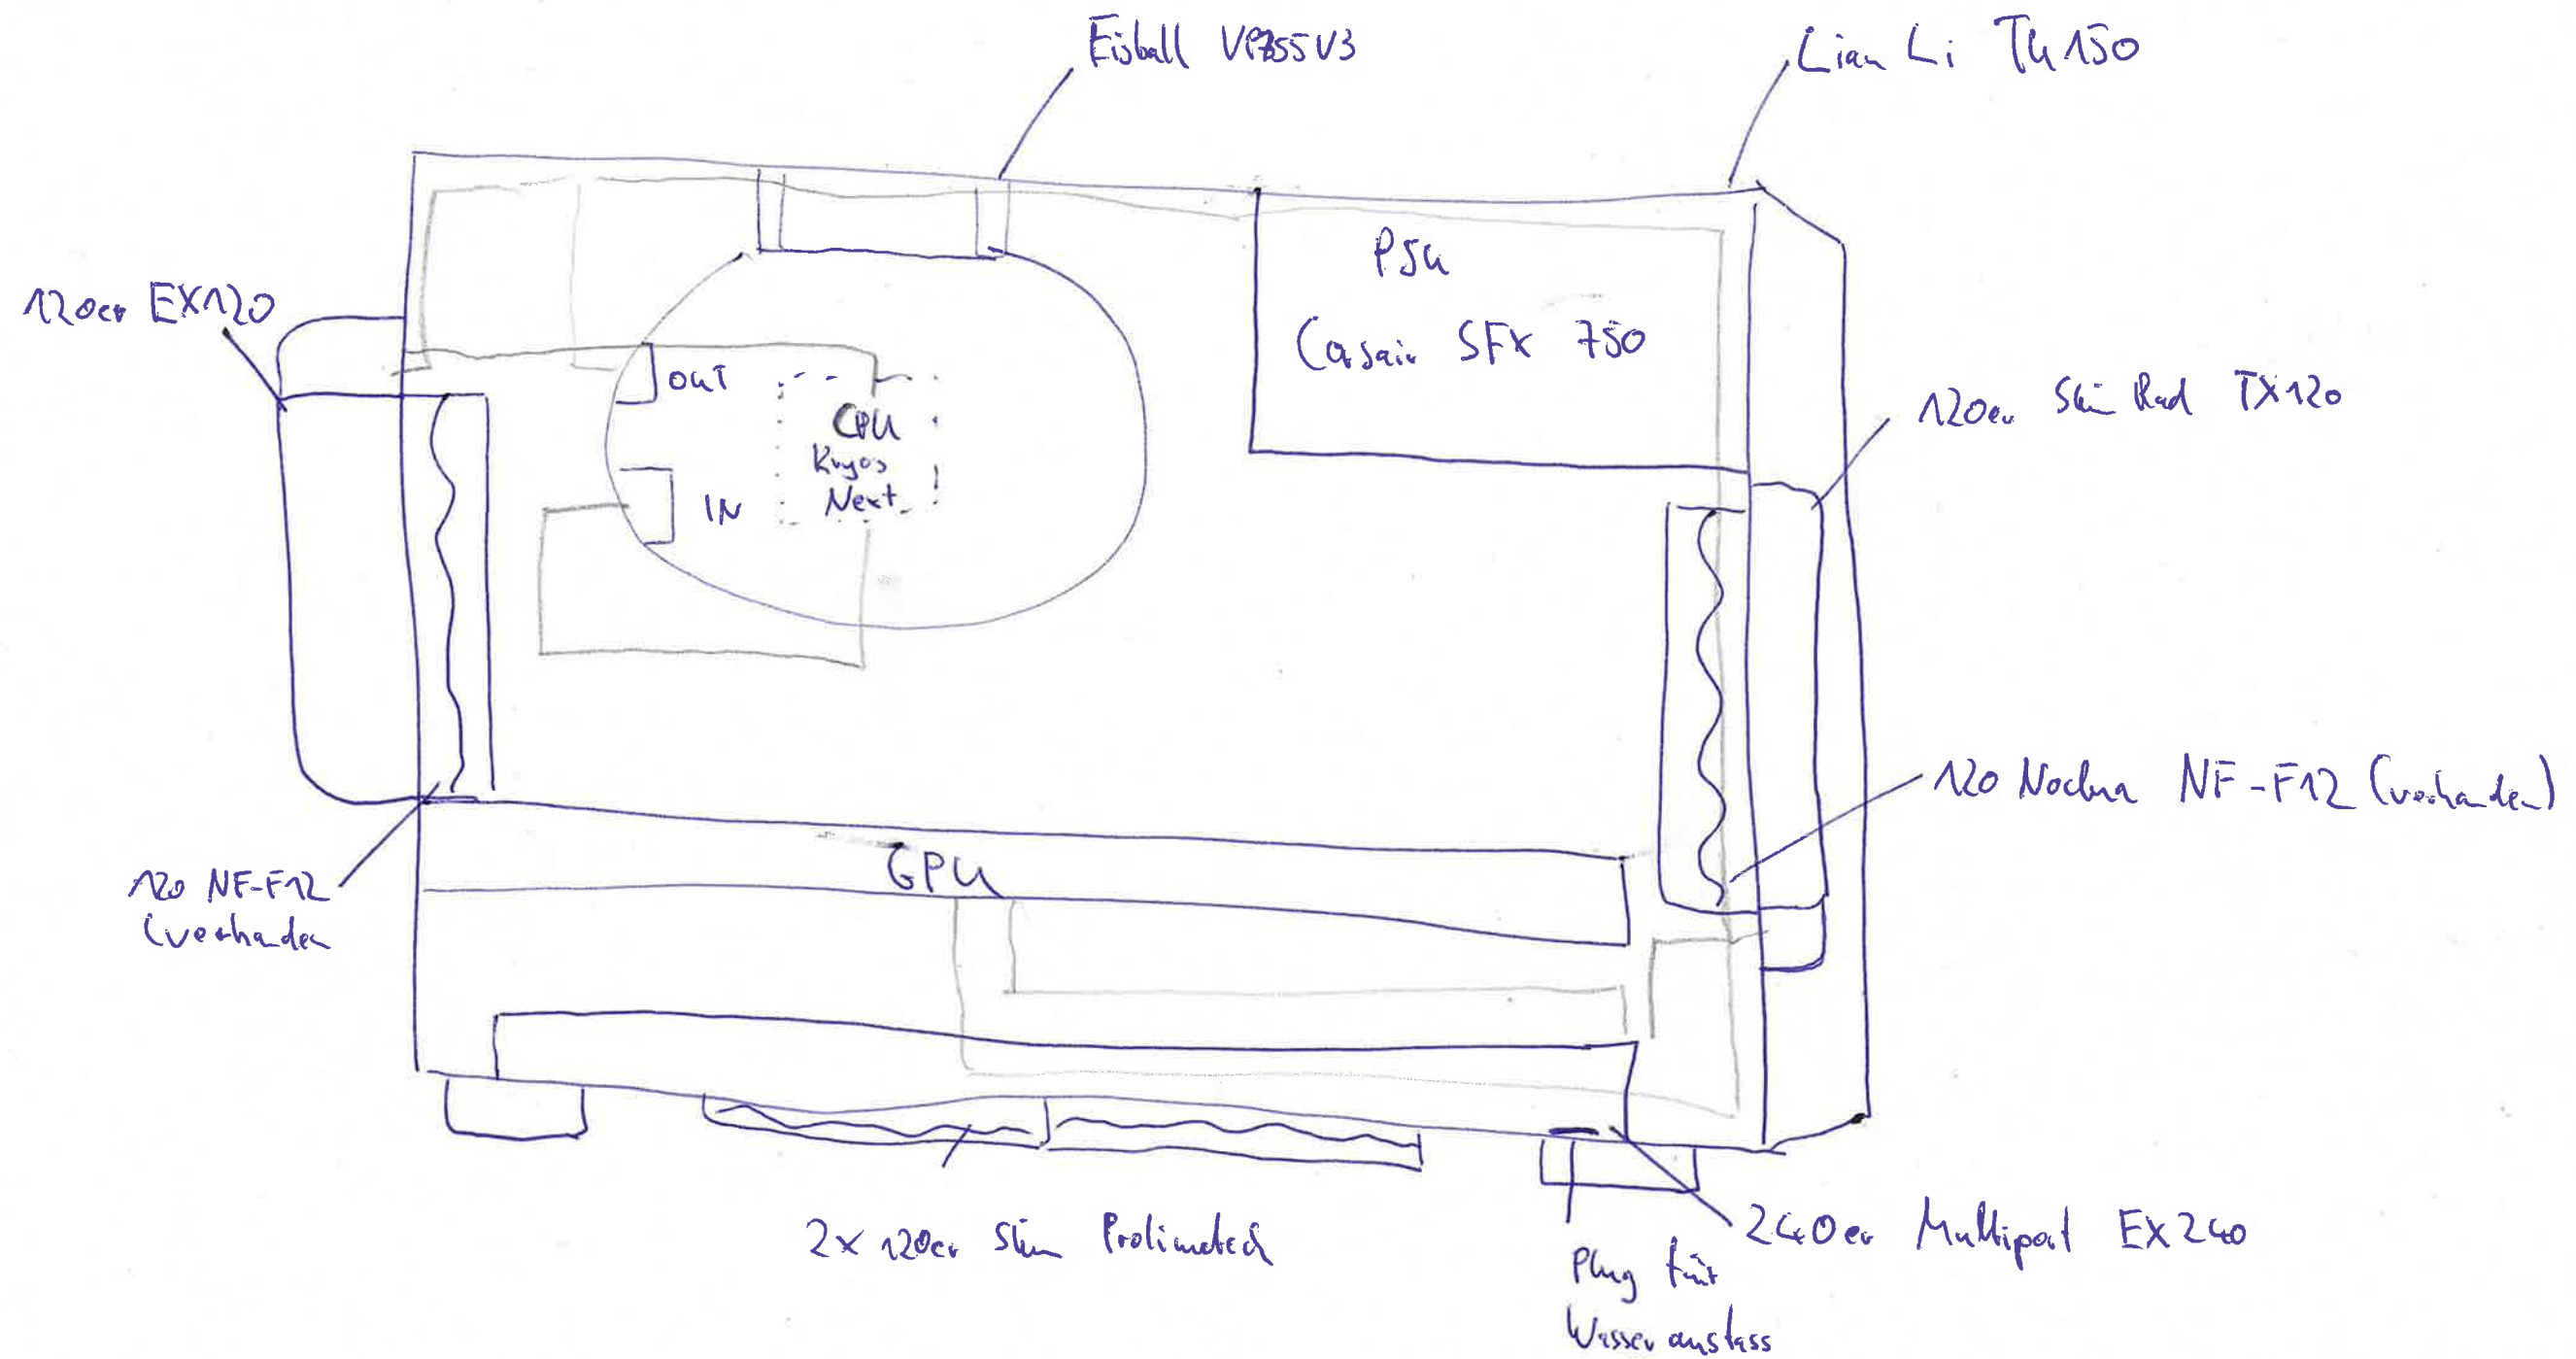 Eisball VP755V3
Lian Li TU150
PSU
Corsair SFX 750
120er EX120
OUT
CPU
Kryos
Next
IN
120er Slim Rad TX120
120 Noctua NF-F12 (vorhanden)
GPU
120 NF-F12
(vorhanden
2x 120er Slim Prolimatech
240er Multiport EX240
Plug für
Wasserauslass